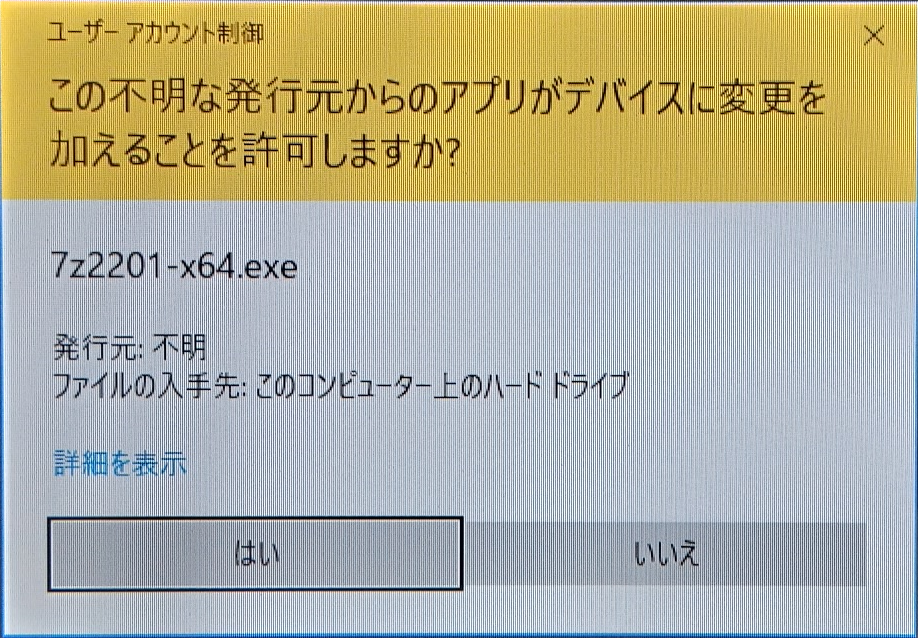 ユーザー アカウント制御
この不明な発行元からのアプリがデバイスに変更を
加えることを許可しますか?
7z2201-x64.exe
発行元: 不明
ファイルの入手先: このコンピューター上のハード ドライブ
詳細を表示
はい
いいえ